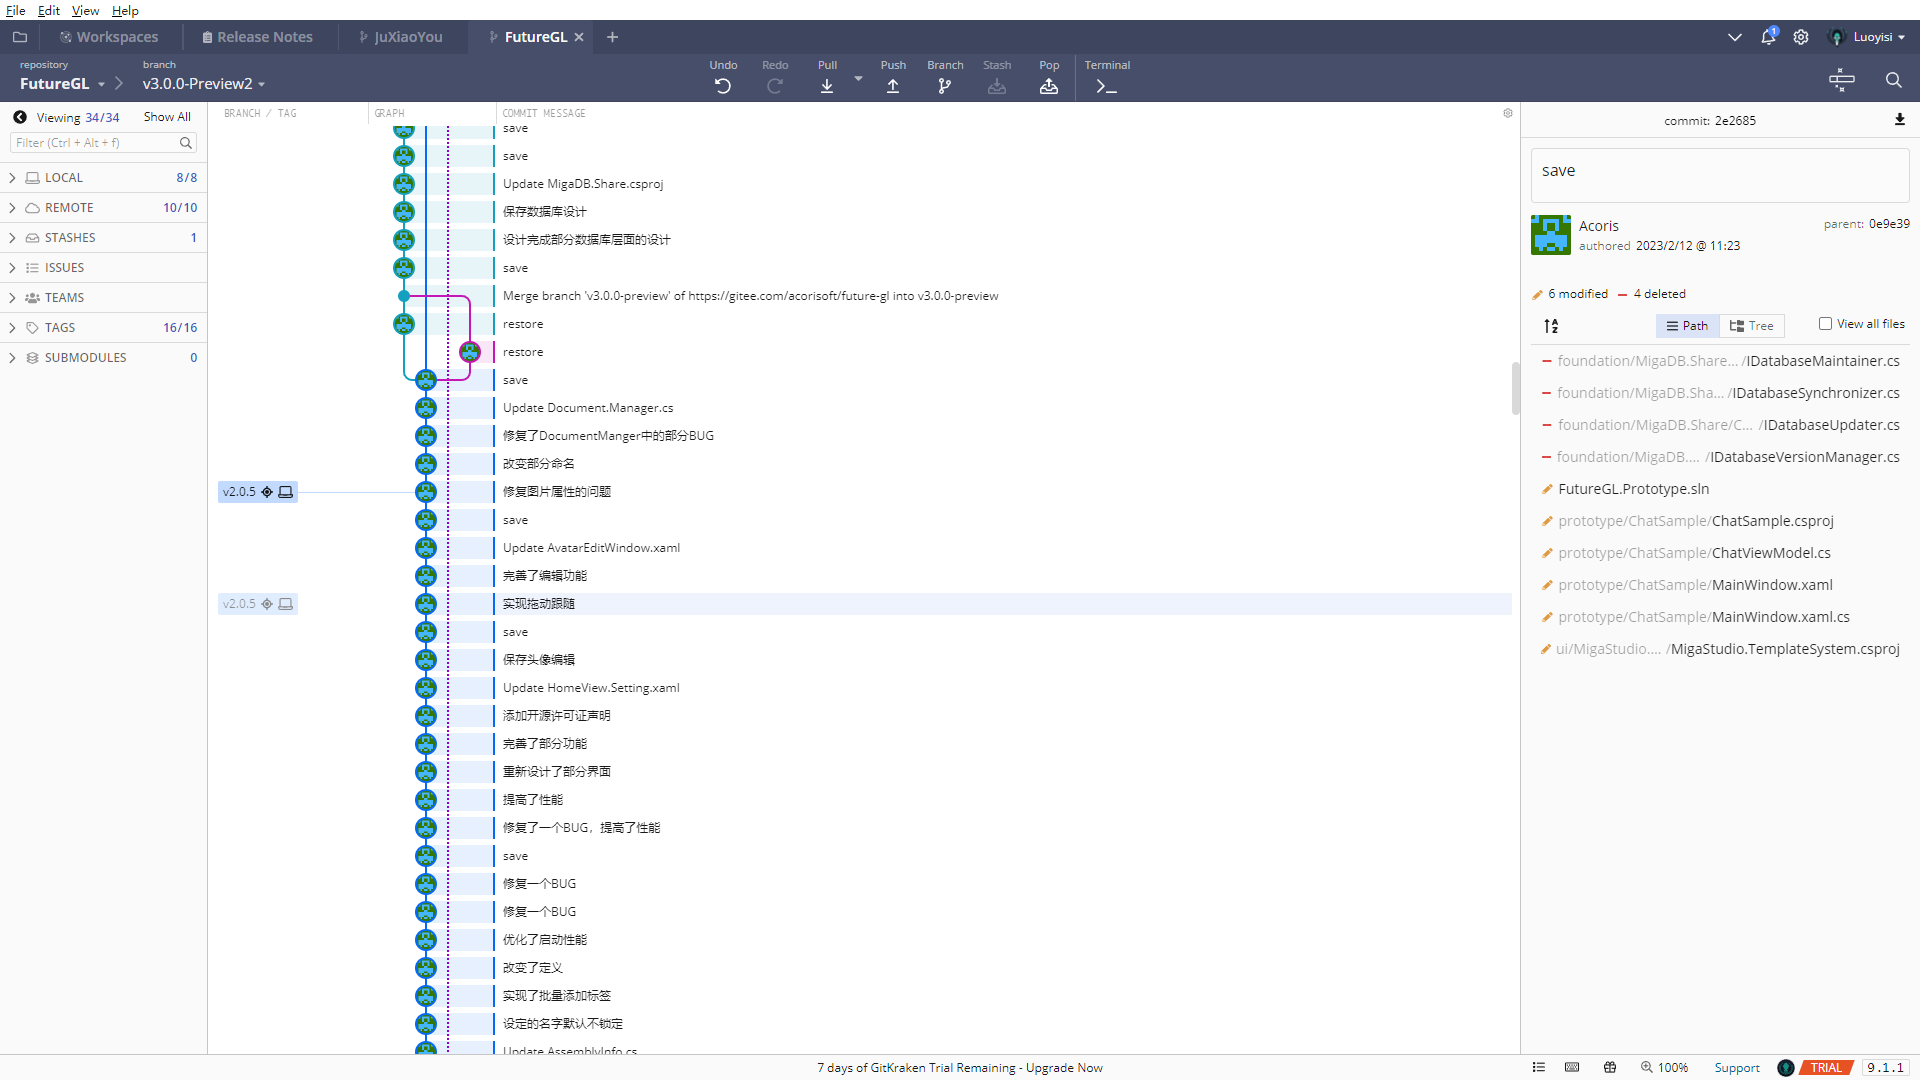 File Edit View Help
Workspaces Release Notes JuXiaoYou FutureGL
Luoyisi
1
repository branch
FutureGL v3.0.0-Preview2
Undo Redo Pull Push Branch Stash Pop Terminal
Viewing 34/34 Show All
Filter (Ctrl + Alt + f)
LOCAL 8/8
REMOTE 10/10
STASHES 1
ISSUES
TEAMS
TAGS 16/16
SUBMODULES 0
BRANCH / TAG GRAPH COMMIT MESSAGE
save
save
Update MigaDB.Share.csproj
保存数据库设计
设计完成部分数据库层面的设计
save
Merge branch 'v3.0.0-preview' of https://gitee.com/acorisoft/future-gl into v3.0.0-preview
restore
restore
save
Update Document.Manager.cs
修复了DocumentManger中的部分BUG
改变部分命名
v2.0.5 修复图片属性的问题
save
Update AvatarEditWindow.xaml
完善了编辑功能
v2.0.5 实现拖动跟随
save
保存头像编辑
Update HomeView.Setting.xaml
添加开源许可证声明
完善了部分功能
重新设计了部分界面
提高了性能
修复了一个BUG，提高了性能
save
修复一个BUG
修复一个BUG
优化了启动性能
改变了定义
实现了批量添加标签
设定的名字默认不锁定
Update AssemblyInfo.cs
commit: 2e2685
save
Acoris parent: 0e9e39
authored 2023/2/12 @ 11:23
6 modified 4 deleted
Path Tree View all files
foundation/MigaDB.Share... /IDatabaseMaintainer.cs
foundation/MigaDB.Sha... /IDatabaseSynchronizer.cs
foundation/MigaDB.Share/C... /IDatabaseUpdater.cs
foundation/MigaDB.... /IDatabaseVersionManager.cs
FutureGL.Prototype.sln
prototype/ChatSample/ChatSample.csproj
prototype/ChatSample/ChatViewModel.cs
prototype/ChatSample/MainWindow.xaml
prototype/ChatSample/MainWindow.xaml.cs
ui/MigaStudio.... /MigaStudio.TemplateSystem.csproj
7 days of GitKraken Trial Remaining - Upgrade Now
100% Support TRIAL 9.1.1